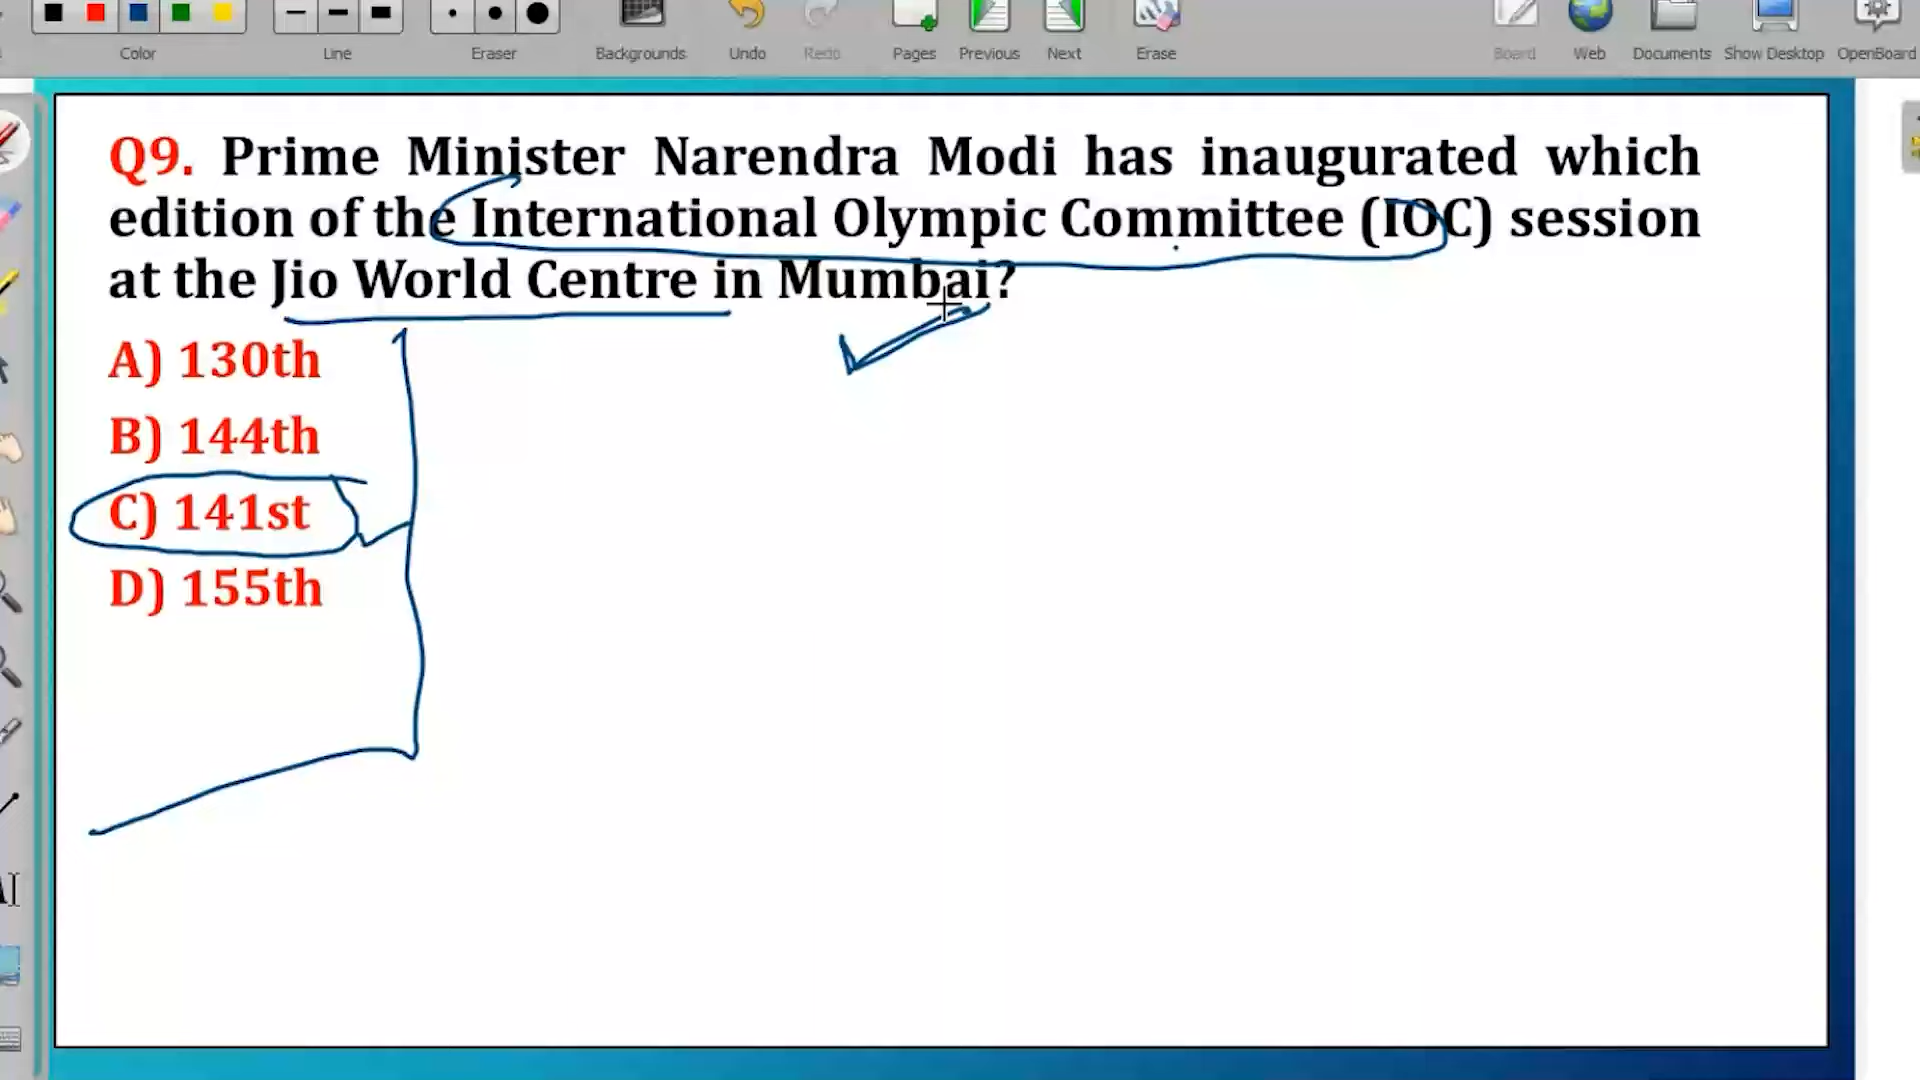 Color Line Eraser Backgrounds Undo Redo Pages Previous Next Erase Board Web Documents Show Desktop OpenBoard
Q9. Prime Minister Narendra Modi has inaugurated which
edition of the International Olympic Committee (IOC) session
at the Jio World Centre in Mumbai?
A) 130th
B) 144th
C) 141st
D) 155th